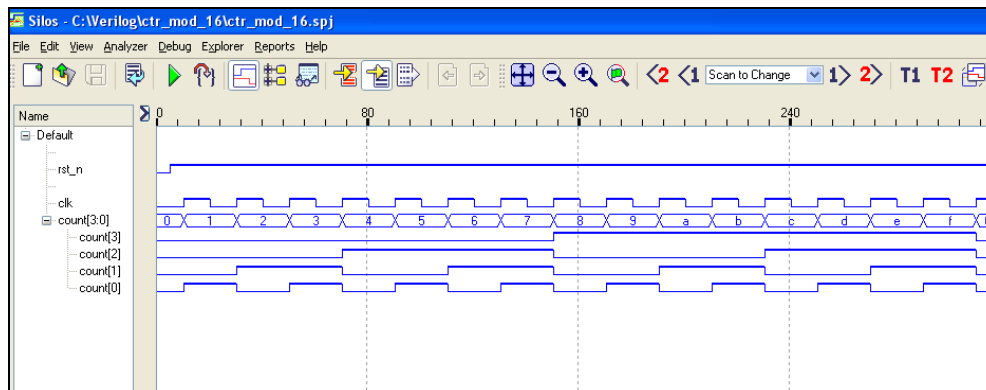 Silos - C:\Verilog\ctr_mod_16\ctr_mod_16.spj
File Edit View Analyzer Debug Explorer Reports Help
<2 <1 Scan to Change 1> 2> T1 T2
Name Σ 0 80 160 240
Default
rst_n
clk
count[3:0] 0 1 2 3 4 5 6 7 8 9 a b c d e f
count[3]
count[2]
count[1]
count[0]